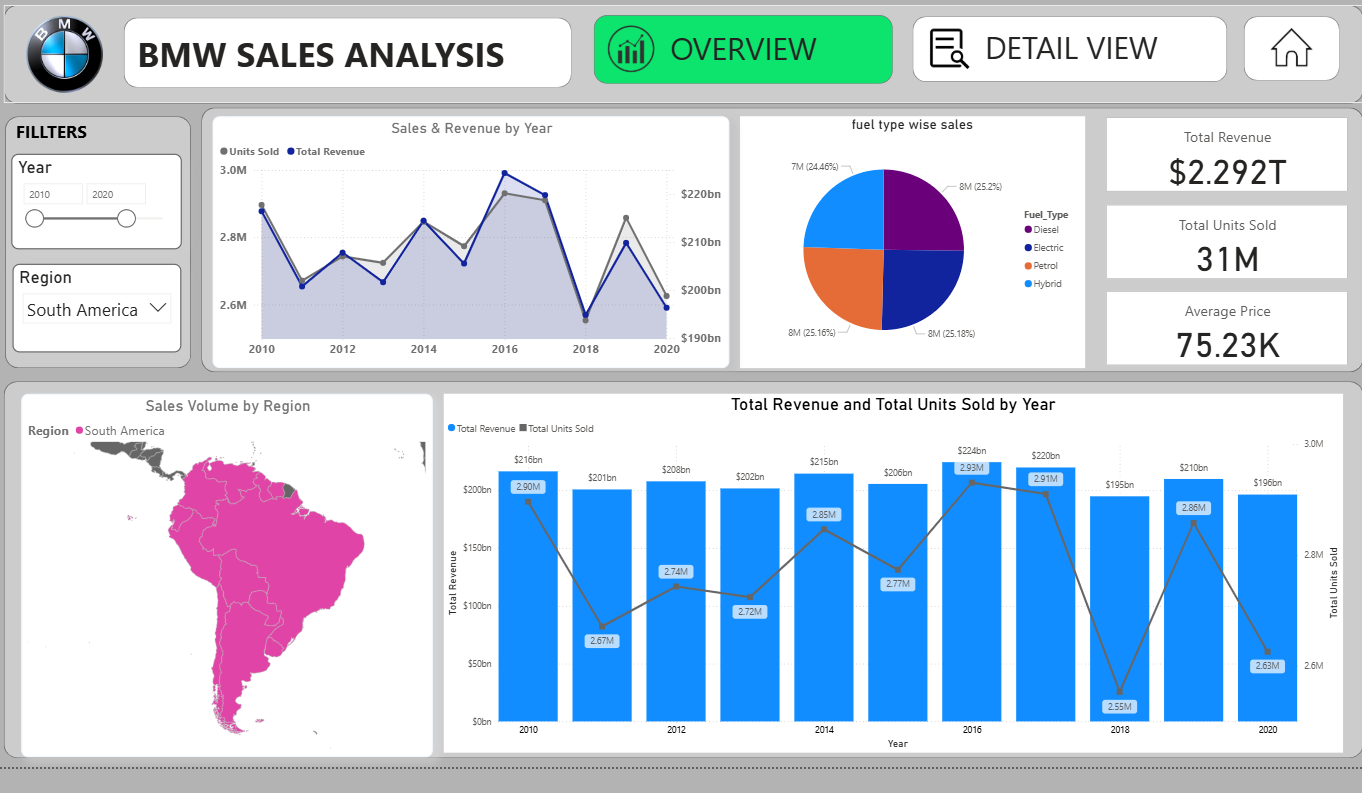 BMW
BMW SALES ANALYSIS
OVERVIEW
DETAIL VIEW
FILLTERS
Year
2010 2020
Region
South America
Sales & Revenue by Year
Units Sold Total Revenue
3.0M
2.8M
2.6M
$220bn
$210bn
$200bn
$190bn
2010 2012 2014 2016 2018 2020
fuel type wise sales
7M (24.46%)
8M (25.2%)
8M (25.16%)
8M (25.18%)
Fuel_Type
Diesel
Electric
Petrol
Hybrid
Total Revenue
$2.292T
Total Units Sold
31M
Average Price
75.23K
Sales Volume by Region
Region South America
Total Revenue and Total Units Sold by Year
Total Revenue Total Units Sold
$200bn
$150bn
$100bn
$50bn
$0bn
Total Revenue
$216bn $201bn $208bn $202bn $215bn $206bn $224bn $220bn $195bn $210bn $196bn
2.90M 2.67M 2.74M 2.72M 2.85M 2.77M 2.93M 2.91M 2.55M 2.86M 2.63M
3.0M
2.8M
2.6M
Total Units Sold
2010 2012 2014 2016 2018 2020
Year